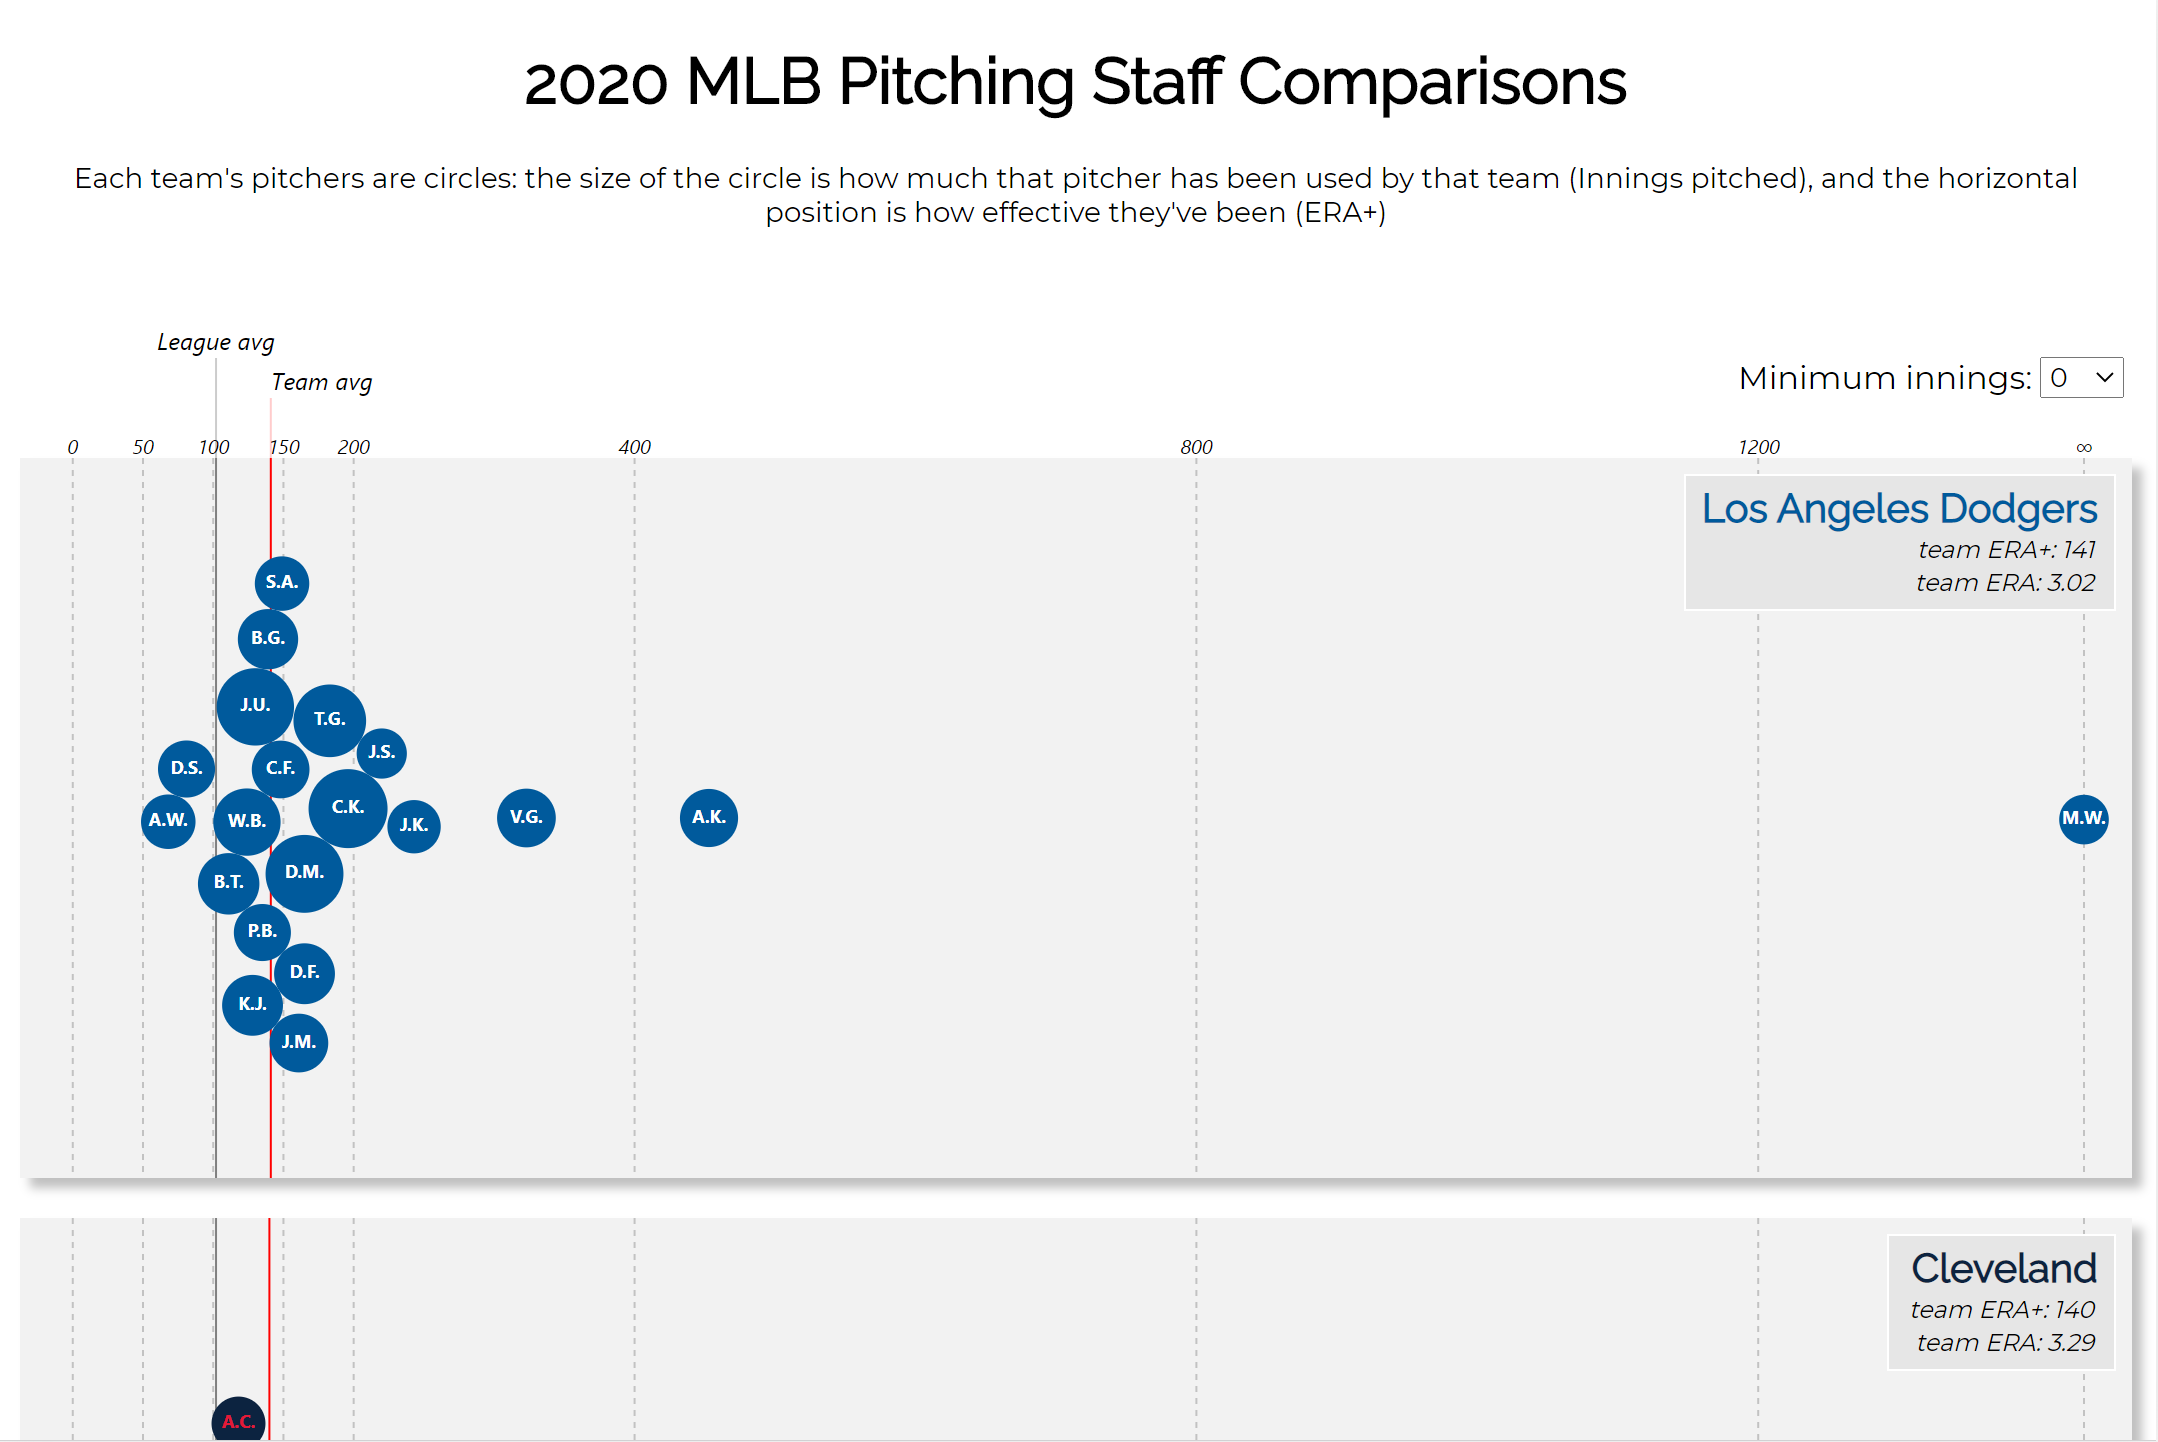 2020 MLB Pitching Staff Comparisons
Each team's pitchers are circles: the size of the circle is how much that pitcher has been used by that team (Innings pitched), and the horizontal
position is how effective they've been (ERA+)
League avg
Team avg
Minimum innings: 0
0 50 100 150 200 400 800 1200 ∞
Los Angeles Dodgers
team ERA+: 141
team ERA: 3.02
S.A.
B.G.
J.U.
T.G.
J.S.
D.S.
C.F.
C.K.
A.W.
W.B.
J.K.
V.G.
A.K.
M.W.
D.M.
B.T.
P.B.
D.F.
K.J.
J.M.
Cleveland
team ERA+: 140
team ERA: 3.29
A.C.